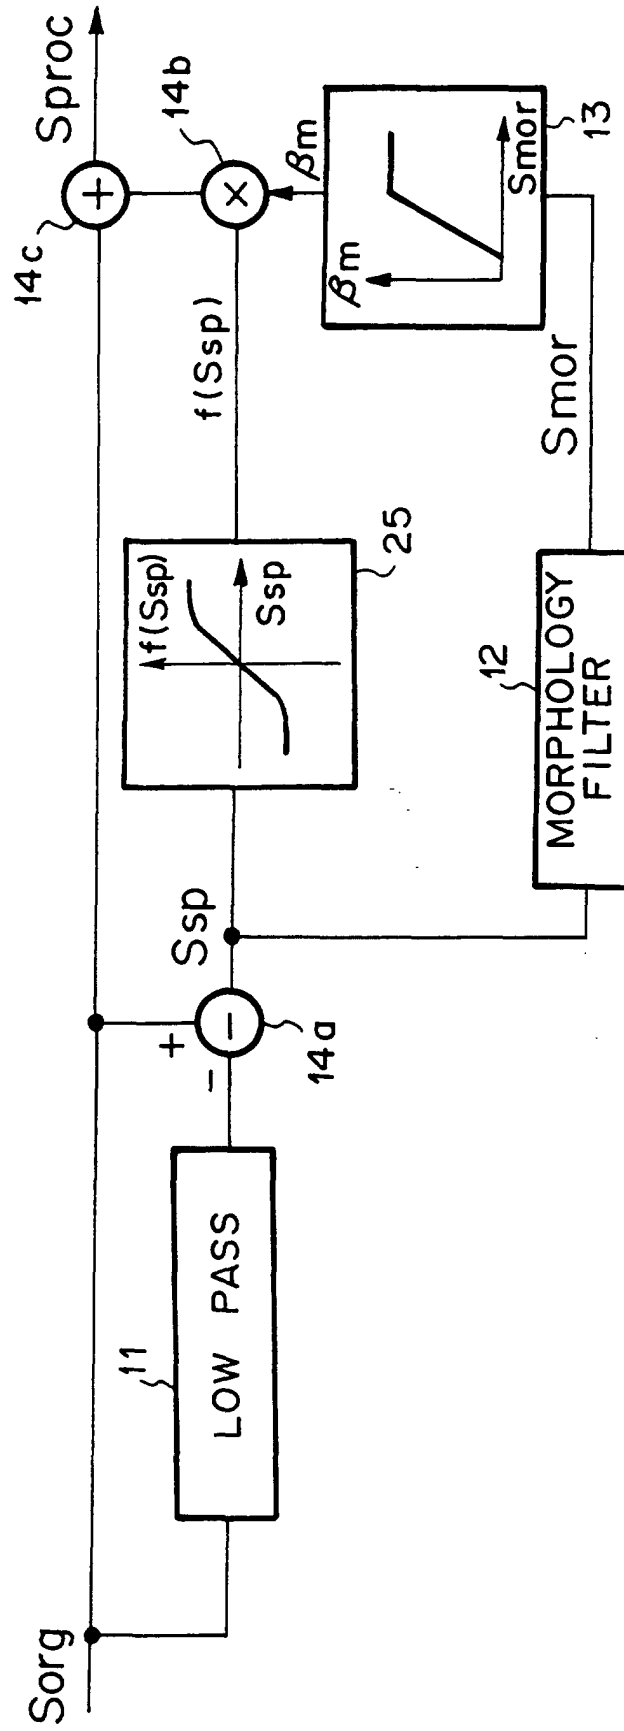 Sorg
11
LOW PASS
+
−
−
14a
Ssp
f(Ssp)
Ssp
25
12
MORPHOLOGY
FILTER
Smor
f(Ssp)
βm
Smor
13
βm
×
14b
+
14c
Sproc